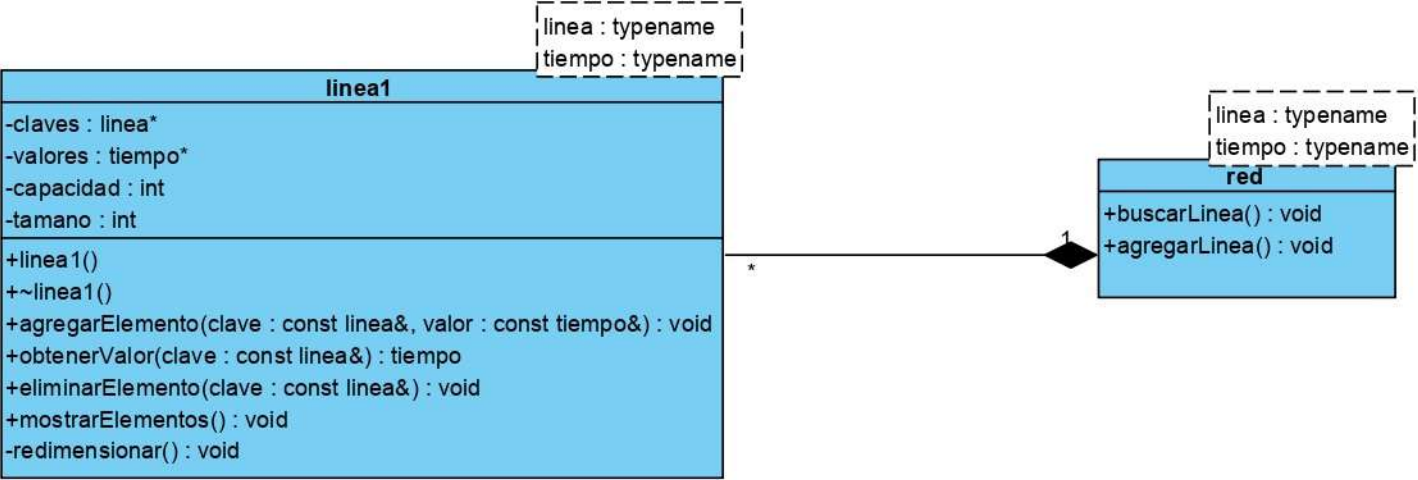 linea : typename
tiempo : typename
linea1
-claves : linea*
-valores : tiempo*
-capacidad : int
-tamano : int
+linea1()
+~linea1()
+agregarElemento(clave : const linea&, valor : const tiempo&) : void
+obtenerValor(clave : const linea&) : tiempo
+eliminarElemento(clave : const linea&) : void
+mostrarElementos() : void
-redimensionar() : void
*
1
linea : typename
tiempo : typename
red
+buscarLinea() : void
+agregarLinea() : void